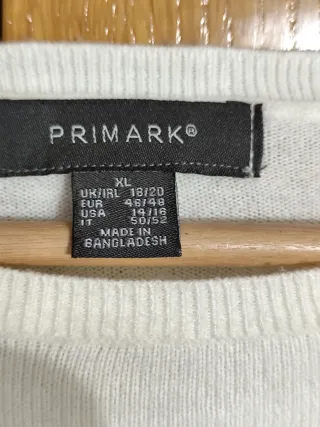 PRIMARK®
XL
UK/IRL 18/20
EUR 46/48
USA 14/16
IT 50/52
MADE IN
BANGLADESH